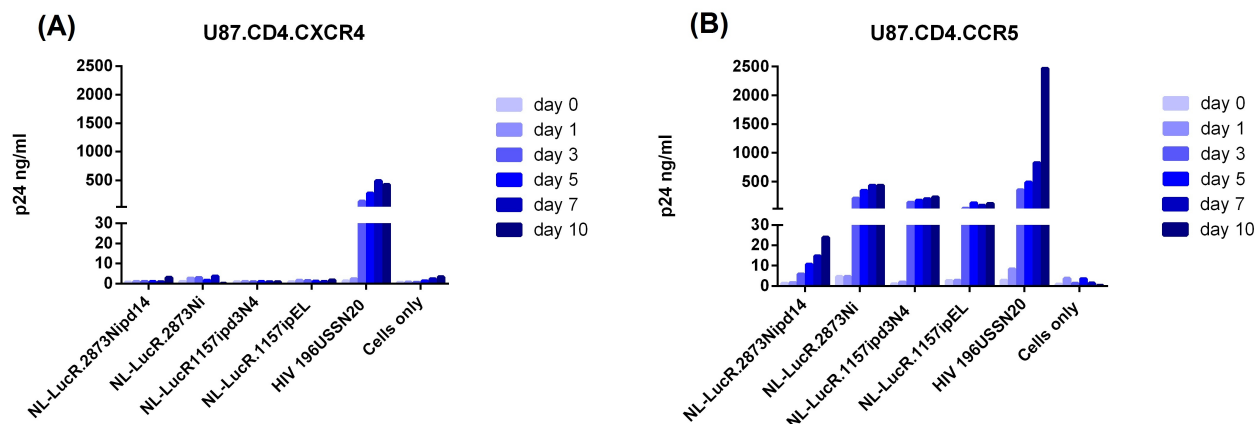 (A)
U87.CD4.CXCR4
p24 ng/ml
2500
2000
1500
1000
500
30
20
10
0
NL-LucR.2873Nipd14
NL-LucR.2873Ni
NL-LucR1157ipd3N4
NL-LucR.1157ipEL
HIV 196USSN20
Cells only
day 0
day 1
day 3
day 5
day 7
day 10
(B)
U87.CD4.CCR5
p24 ng/ml
2500
2000
1500
1000
500
30
20
10
0
NL-LucR.2873Nipd14
NL-LucR.2873Ni
NL-LucR.1157ipd3N4
NL-LucR.1157ipEL
HIV 196USSN20
Cells only
day 0
day 1
day 3
day 5
day 7
day 10